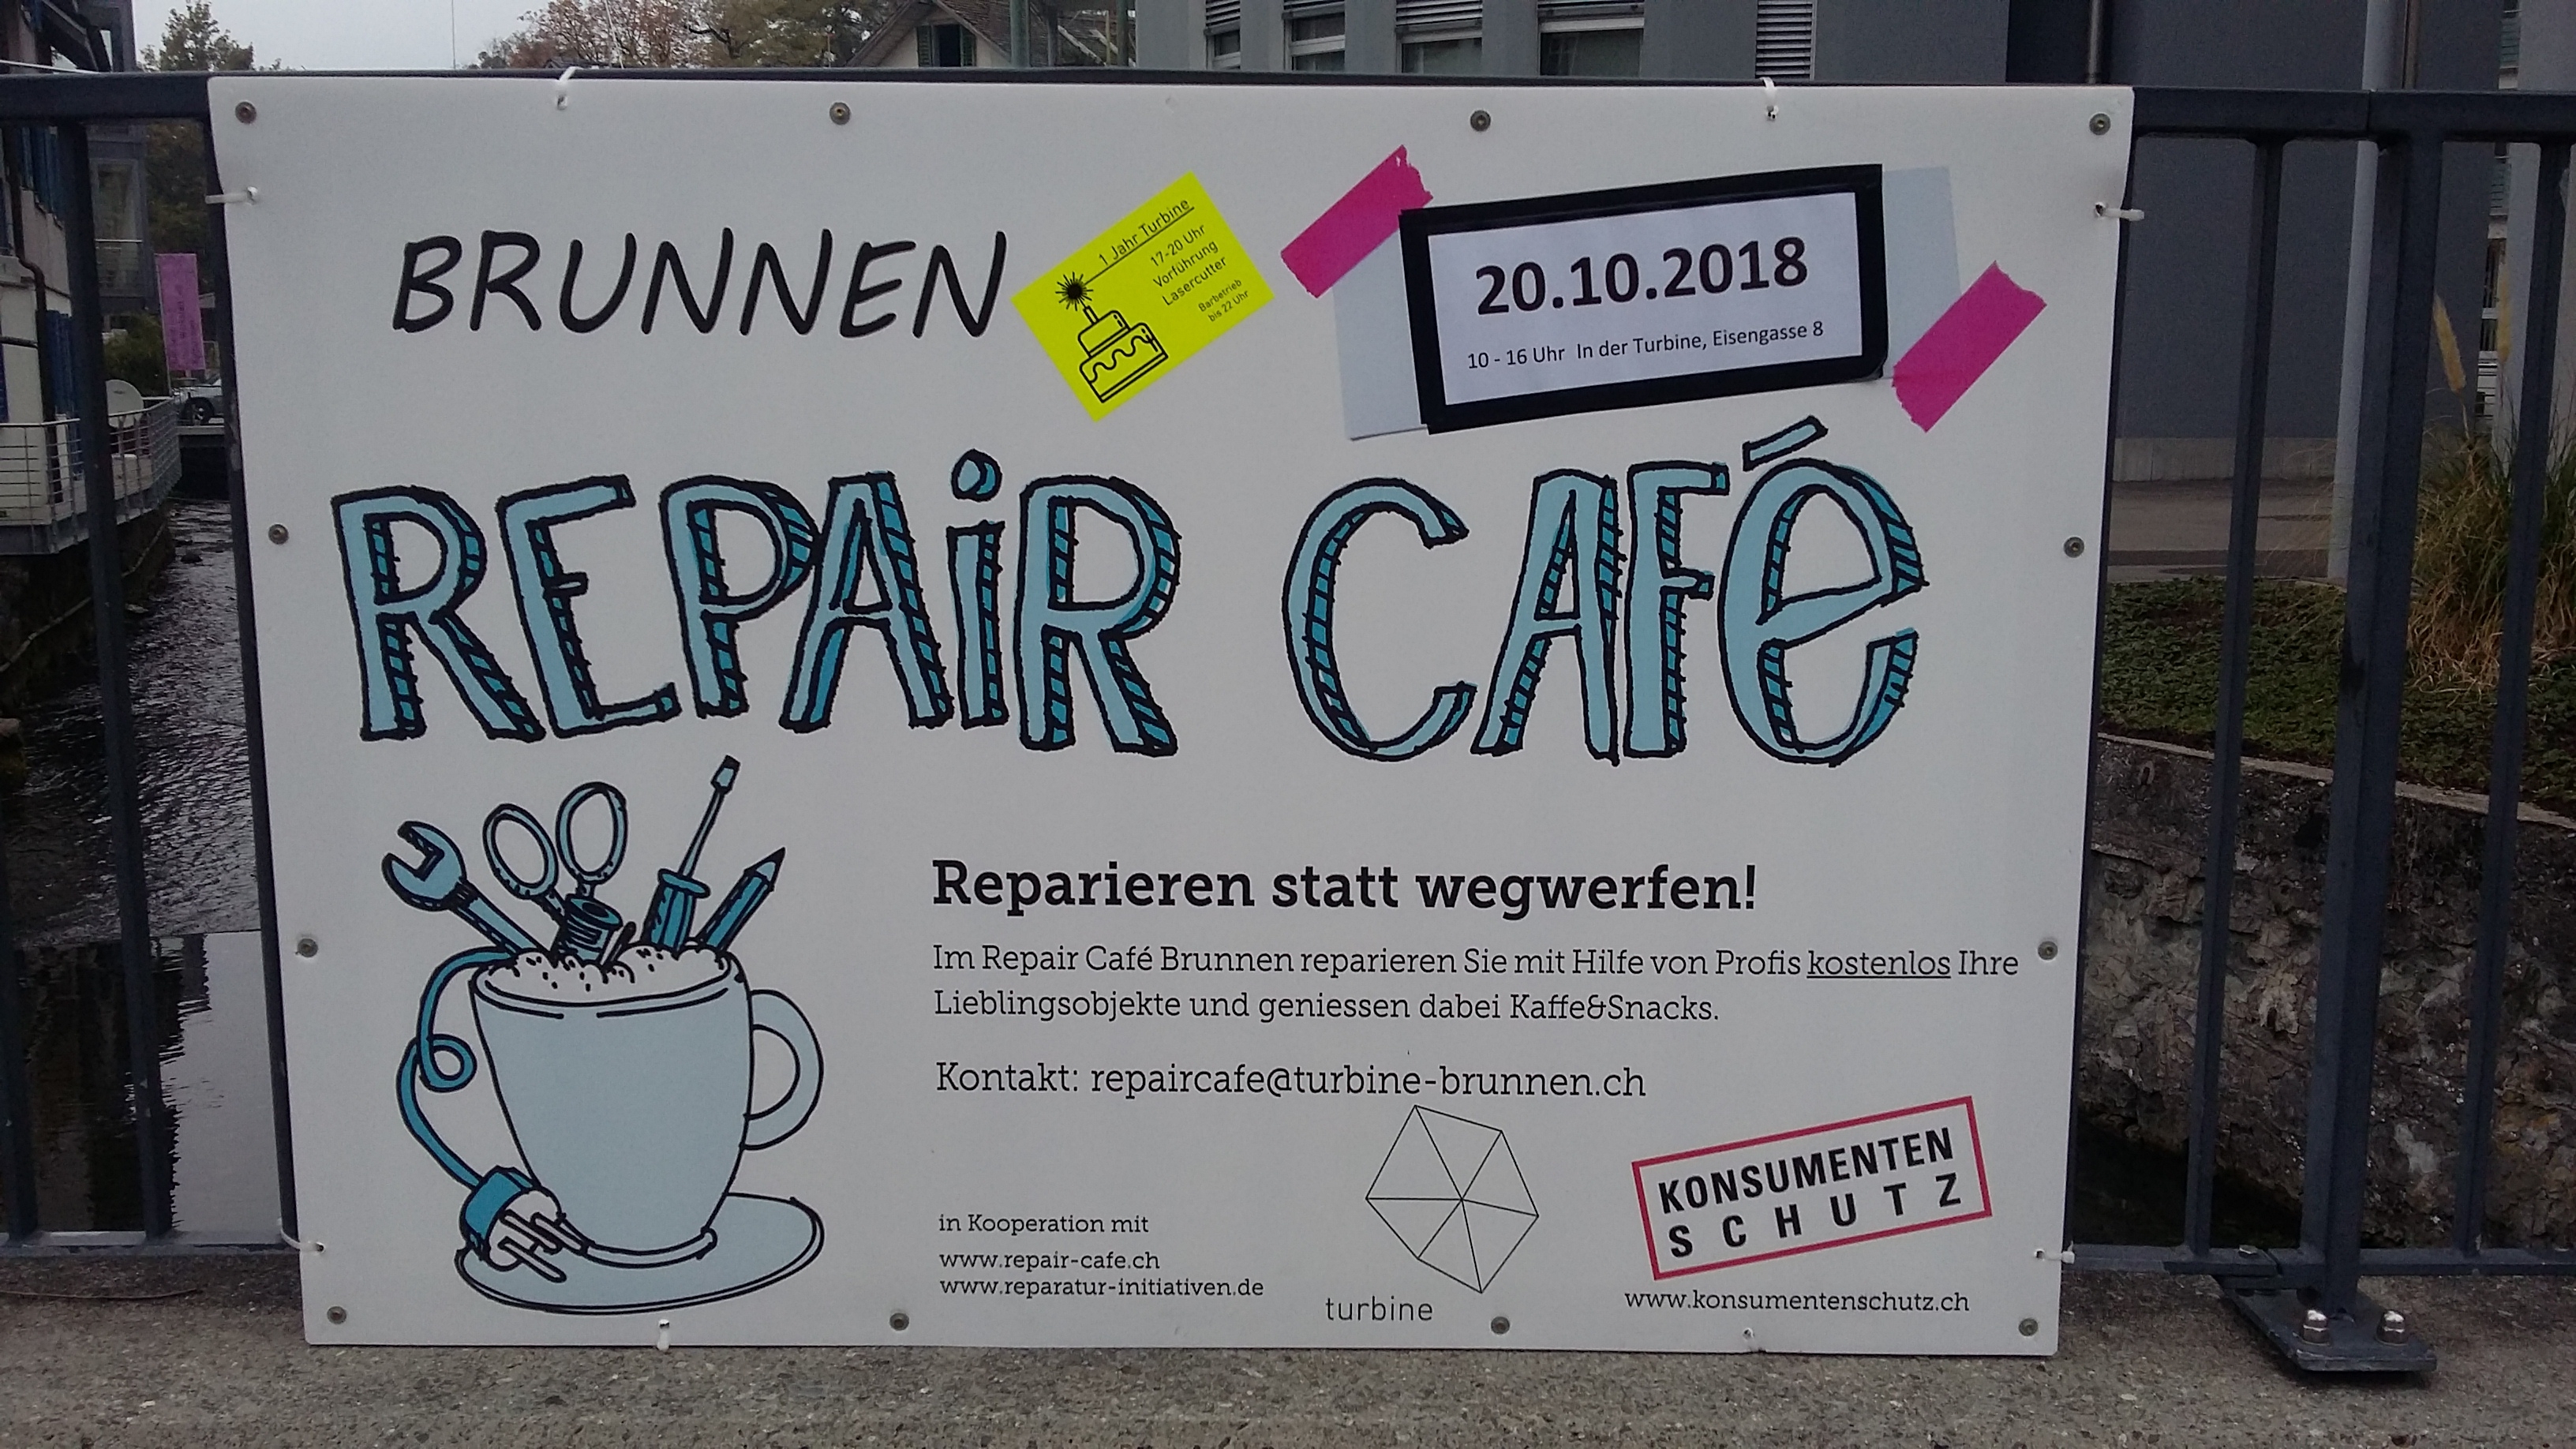 BRUNNEN
1 Jahr Turbine
17-20 Uhr
Vorführung
Lasercutter
Barbetrieb
bis 22 Uhr
20.10.2018
10 - 16 Uhr In der Turbine, Eisengasse 8
REPAiR CAFé
Reparieren statt wegwerfen!
Im Repair Café Brunnen reparieren Sie mit Hilfe von Profis kostenlos Ihre
Lieblingsobjekte und geniessen dabei Kaffe&Snacks.
Kontakt: repaircafe@turbine-brunnen.ch
in Kooperation mit
www.repair-cafe.ch
www.reparatur-initiativen.de
turbine
KONSUMENTEN
SCHUTZ
www.konsumentenschutz.ch